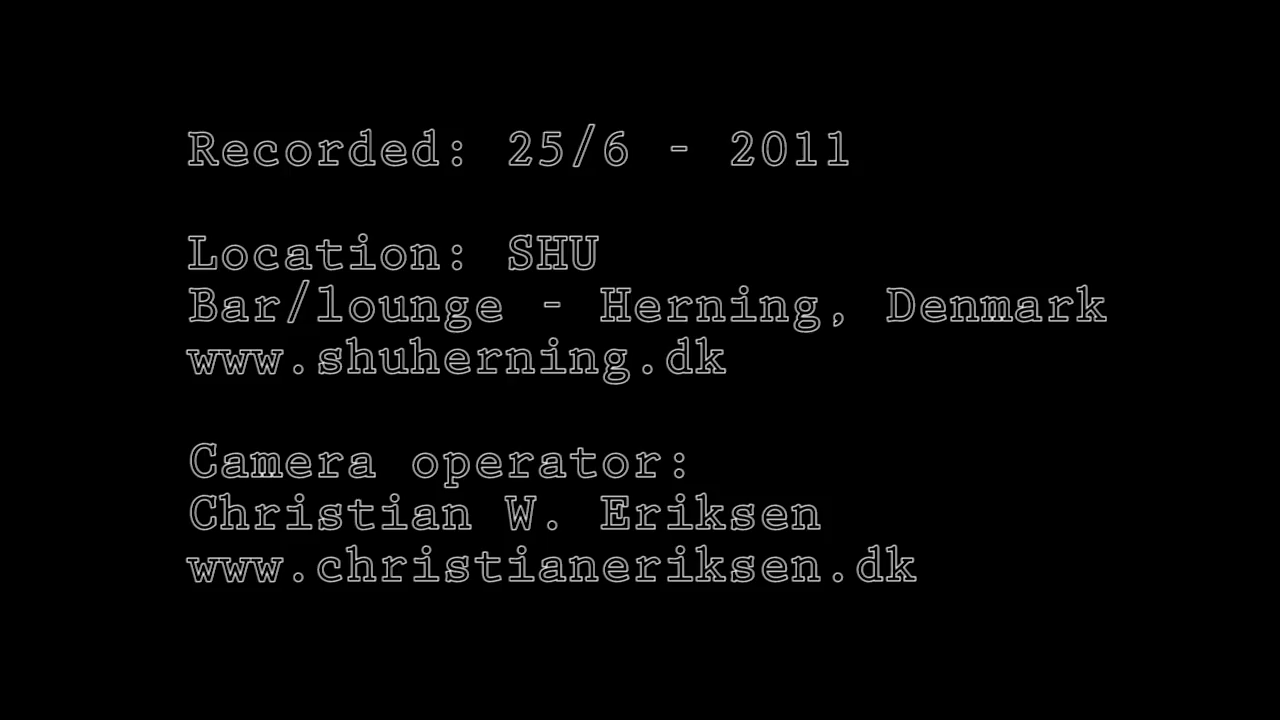 Recorded: 25/6 - 2011
Location: SHU
Bar/lounge - Herning, Denmark
www.shuherning.dk
Camera operator:
Christian W. Eriksen
www.christianeriksen.dk